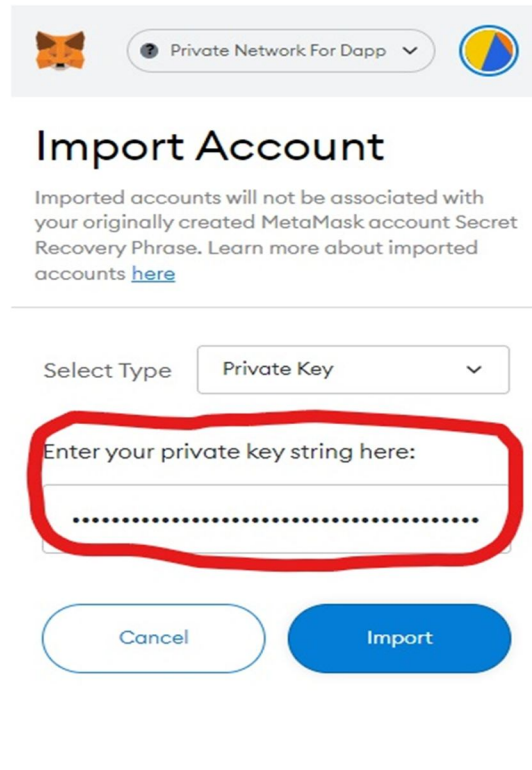 Private Network For Dapp
Import Account
Imported accounts will not be associated with
your originally created MetaMask account Secret
Recovery Phrase. Learn more about imported
accounts here
Select Type Private Key
Enter your private key string here:
Cancel Import